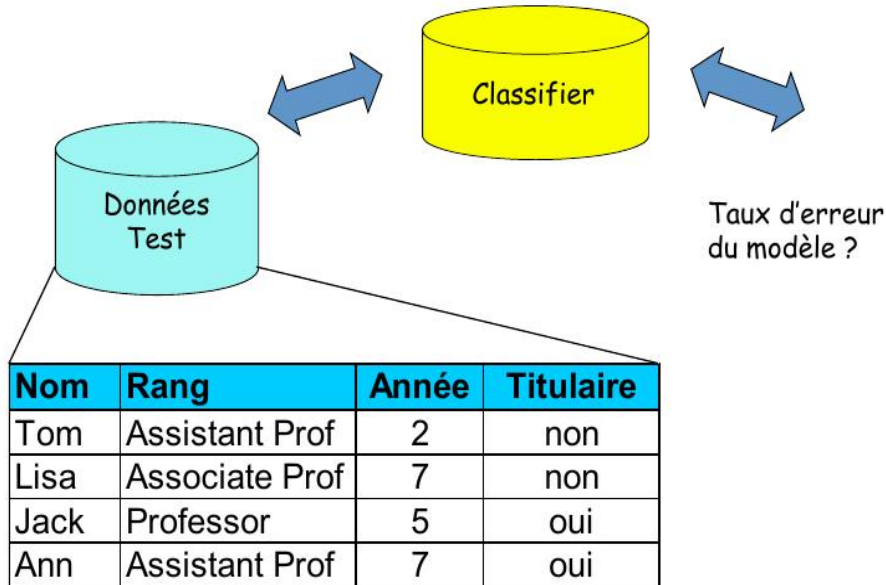 Classifier
Données
Test
Taux d'erreur
du modèle ?
Nom Rang Année Titulaire
Tom Assistant Prof 2 non
Lisa Associate Prof 7 non
Jack Professor 5 oui
Ann Assistant Prof 7 oui